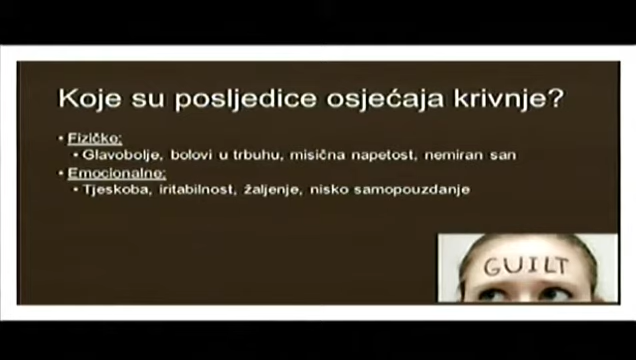 Koje su posljedice osjećaja krivnje?
• Fizičke:
• Glavobolje, bolovi u trbuhu, misična napetost, nemiran san
• Emocionalne:
• Tjeskoba, iritabilnost, žaljenje, nisko samopouzdanje
GUILT